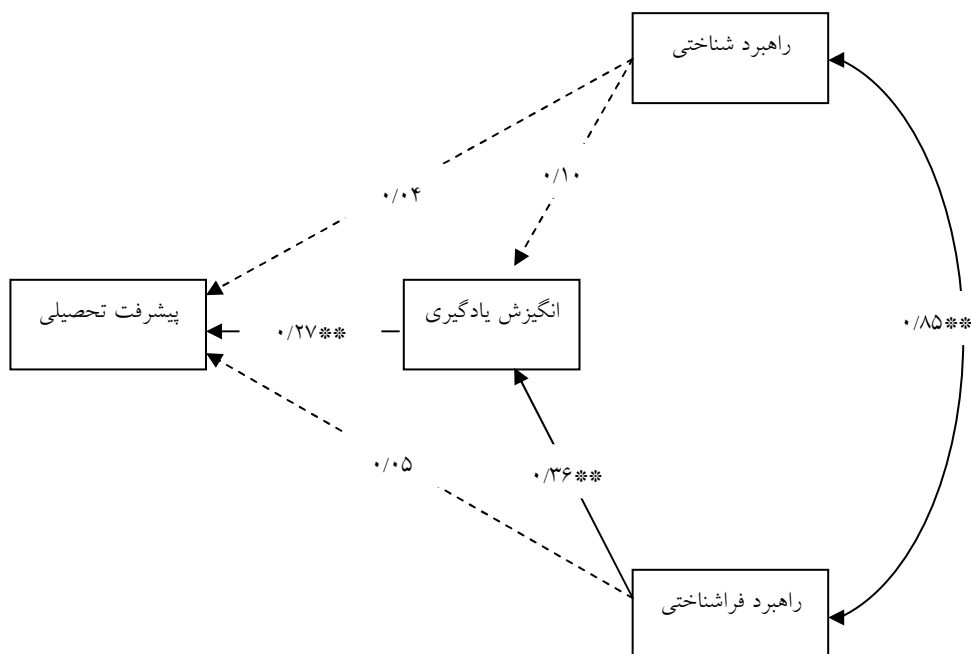 راهبرد شناختی
۰/۱۰
۰/۰۴
انگیزش یادگیری
پیشرفت تحصیلی
۰/۲۷**
۰/۸۵**
۰/۰۵
۰/۳۶**
راهبرد فراشناختی